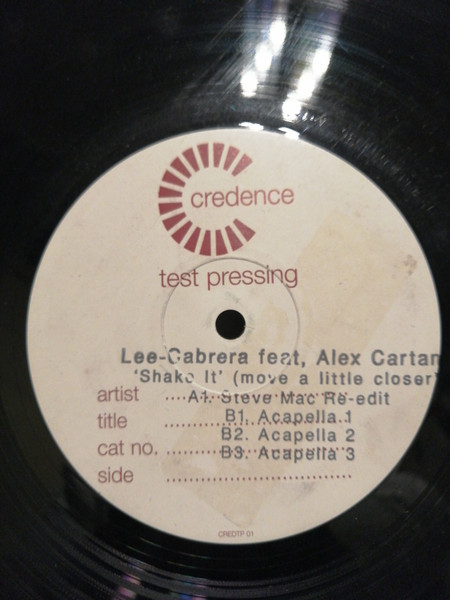 credence
test pressing
Lee-Cabrera feat, Alex Cartan
'Shake It' (move a little closer)
artist A1. Steve Mac Re-edit
title B1. Acapella 1
B2. Acapella 2
cat no. B3. Acapella 3
side
CREDTP 01